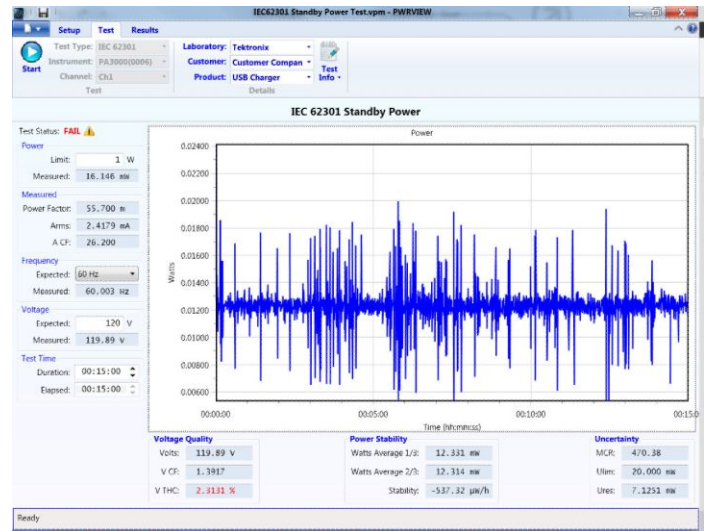 IEC62301 Standby Power Test.vpm - PWRVIEW
Setup Test Results
Start
Test Type: IEC 62301
Instrument: PA3000(0006)
Channel: Ch1
Test
Laboratory: Tektronix
Customer: Customer Compan
Product: USB Charger
Test
Info
Details
IEC 62301 Standby Power
Test Status: FAIL
Power
Limit: 1 W
Measured: 16.146 mW
Measured
Power Factor: 55.700 m
Arms: 2.4179 mA
A CF: 26.200
Frequency
Expected: 60 Hz
Measured: 60.003 Hz
Voltage
Expected: 120 V
Measured: 119.89 V
Test Time
Duration: 00:15:00
Elapsed: 00:15:00
Power
Watts
0.02400
0.02200
0.02000
0.01800
0.01600
0.01400
0.01200
0.01000
0.00800
0.00600
00:00:00 00:05:00 00:10:00 00:15:0
Time (hh:mm:ss)
Voltage Quality
Volts: 119.89 V
V CF: 1.3917
V THC: 2.3131 %
Power Stability
Watts Average 1/3: 12.331 mW
Watts Average 2/3: 12.314 mW
Stability: -537.32 µW/h
Uncertainty
MCR: 470.38
Ulim: 20.000 mW
Ures: 7.1251 mW
Ready